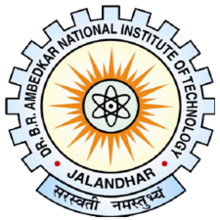 DR. B.R. AMBEDKAR NATIONAL INSTITUTE OF TECHNOLOGY
• JALANDHAR •
सरस्वती नमस्तुभ्यं